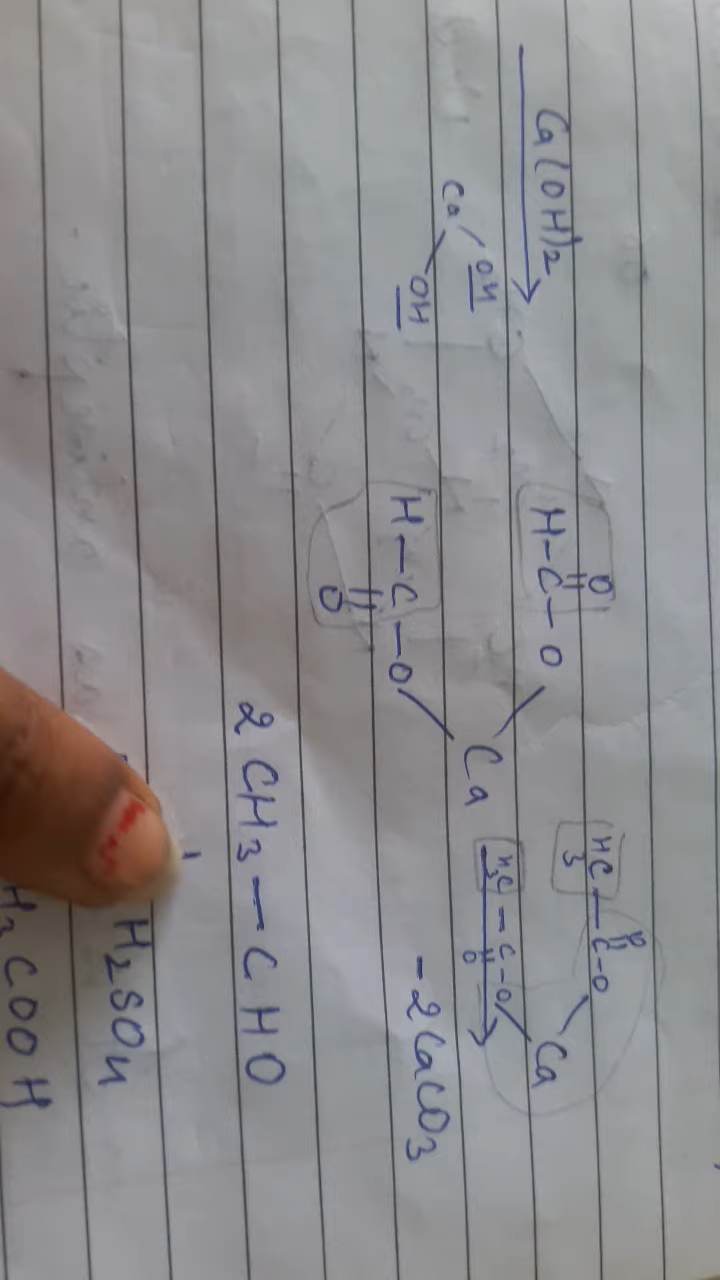 Ca(OH)2
Ca
OH
OH
O
H-C-O
Ca
H-C-O
O
H3C-C-O
O
Ca
H3C-C-O
O
-2CaCO3
2CH3-CHO
H2SO4